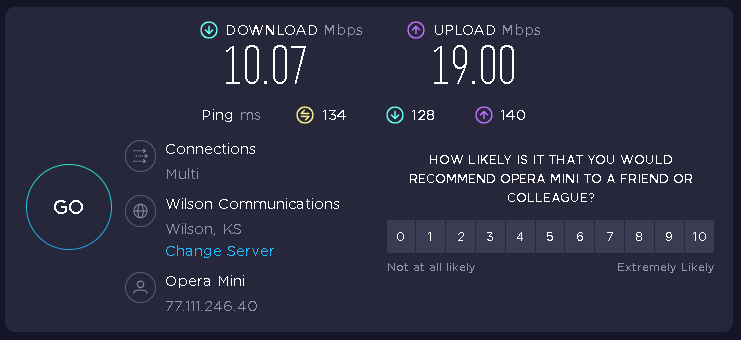 DOWNLOAD Mbps
UPLOAD Mbps
10.07
19.00
Ping ms 134 128 140
Connections
Multi
GO
Wilson Communications
Wilson, KS
Change Server
Opera Mini
77.111.246.40
HOW LIKELY IS IT THAT YOU WOULD
RECOMMEND OPERA MINI TO A FRIEND OR
COLLEAGUE?
0 1 2 3 4 5 6 7 8 9 10
Not at all likely
Extremely Likely